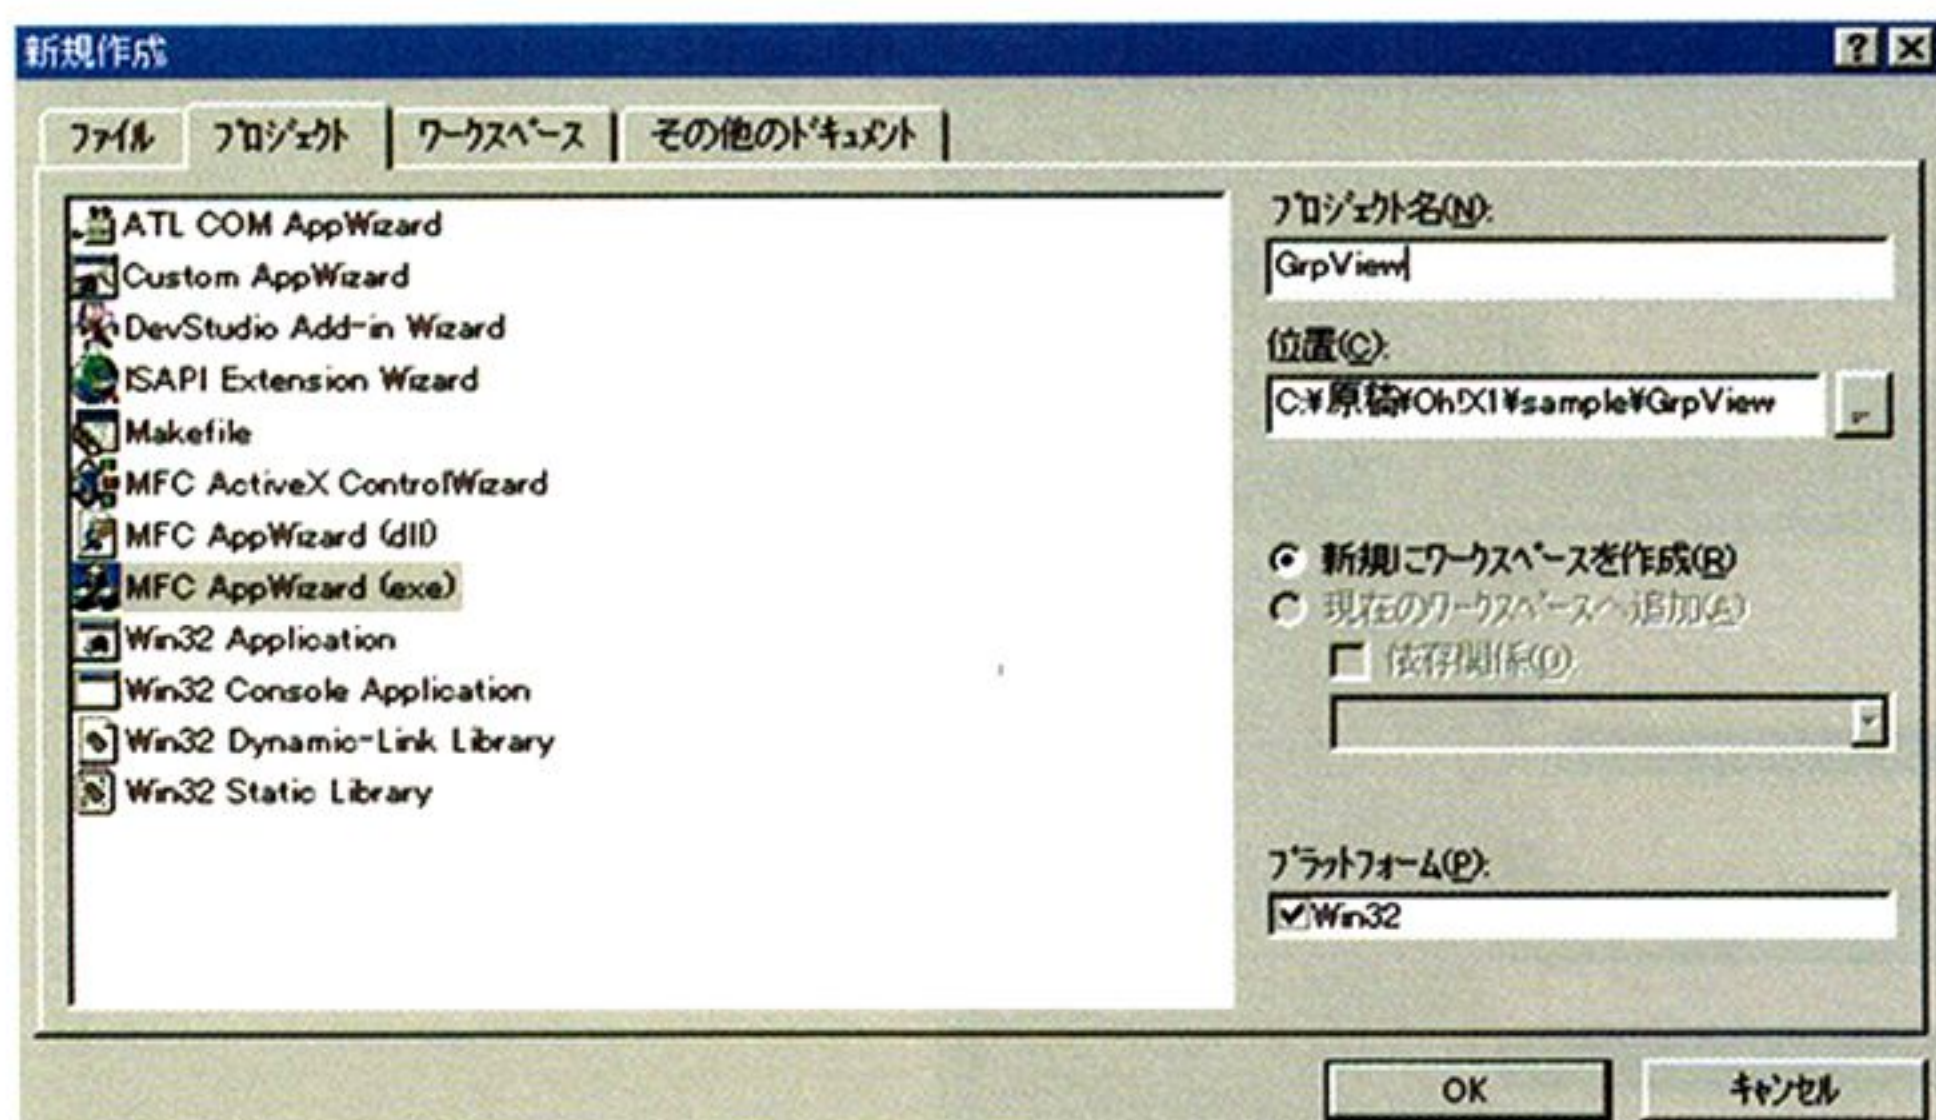 新規作成
ファイル
プロジェクト
ワークスペース
その他のドキュメント
ATL COM AppWizard
Custom AppWizard
DevStudio Add-in Wizard
ISAPI Extension Wizard
Makefile
MFC ActiveX ControlWizard
MFC AppWizard (dll)
MFC AppWizard (exe)
Win32 Application
Win32 Console Application
Win32 Dynamic-Link Library
Win32 Static Library
プロジェクト名(N):
GrpView
位置(C):
C:¥原稿¥Oh!X1¥sample¥GrpView
...
新規にワークスペースを作成(R)
現在のワークスペースへ追加(A)
依存関係(D):
プラットフォーム(P):
Win32
OK
キャンセル